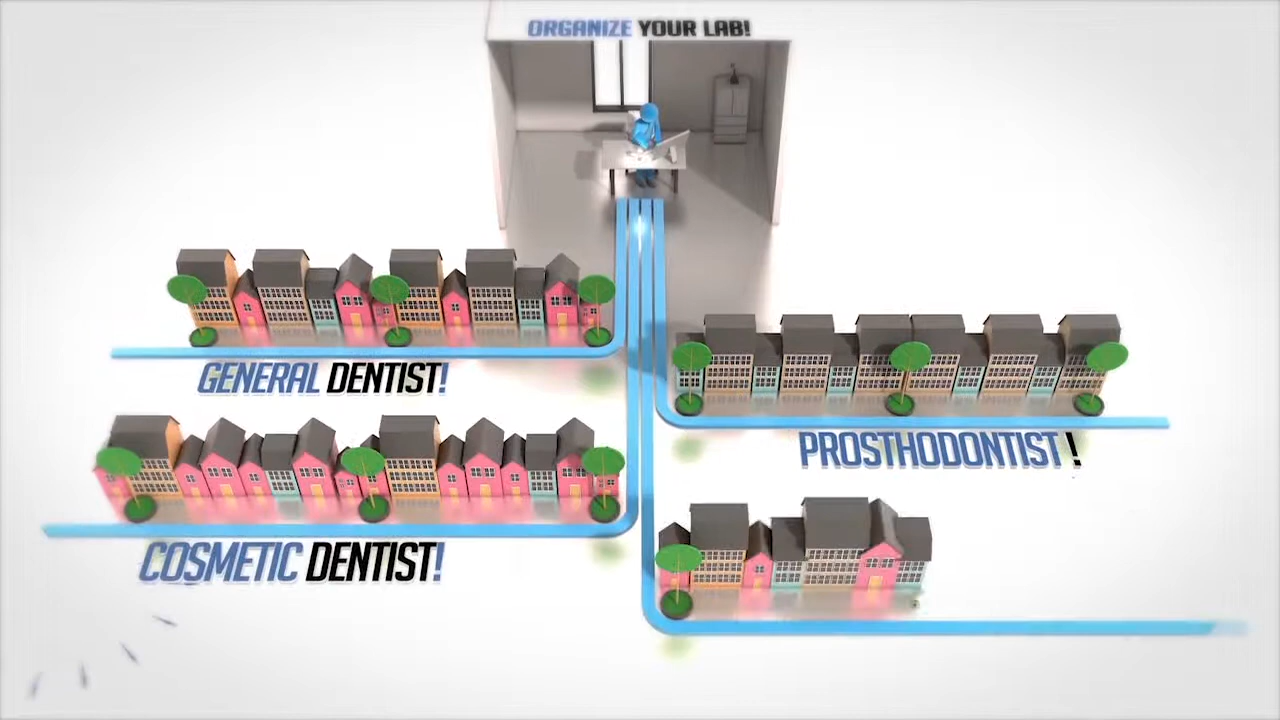 ORGANIZE YOUR LAB!
GENERAL DENTIST!
PROSTHODONTIST !
COSMETIC DENTIST!